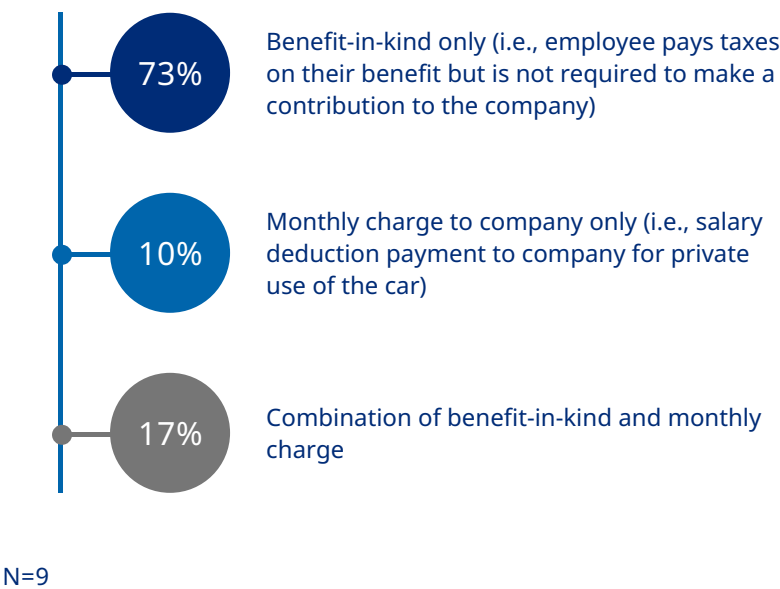 73%
Benefit-in-kind only (i.e., employee pays taxes
on their benefit but is not required to make a
contribution to the company)
10%
Monthly charge to company only (i.e., salary
deduction payment to company for private
use of the car)
17%
Combination of benefit-in-kind and monthly
charge
N=9